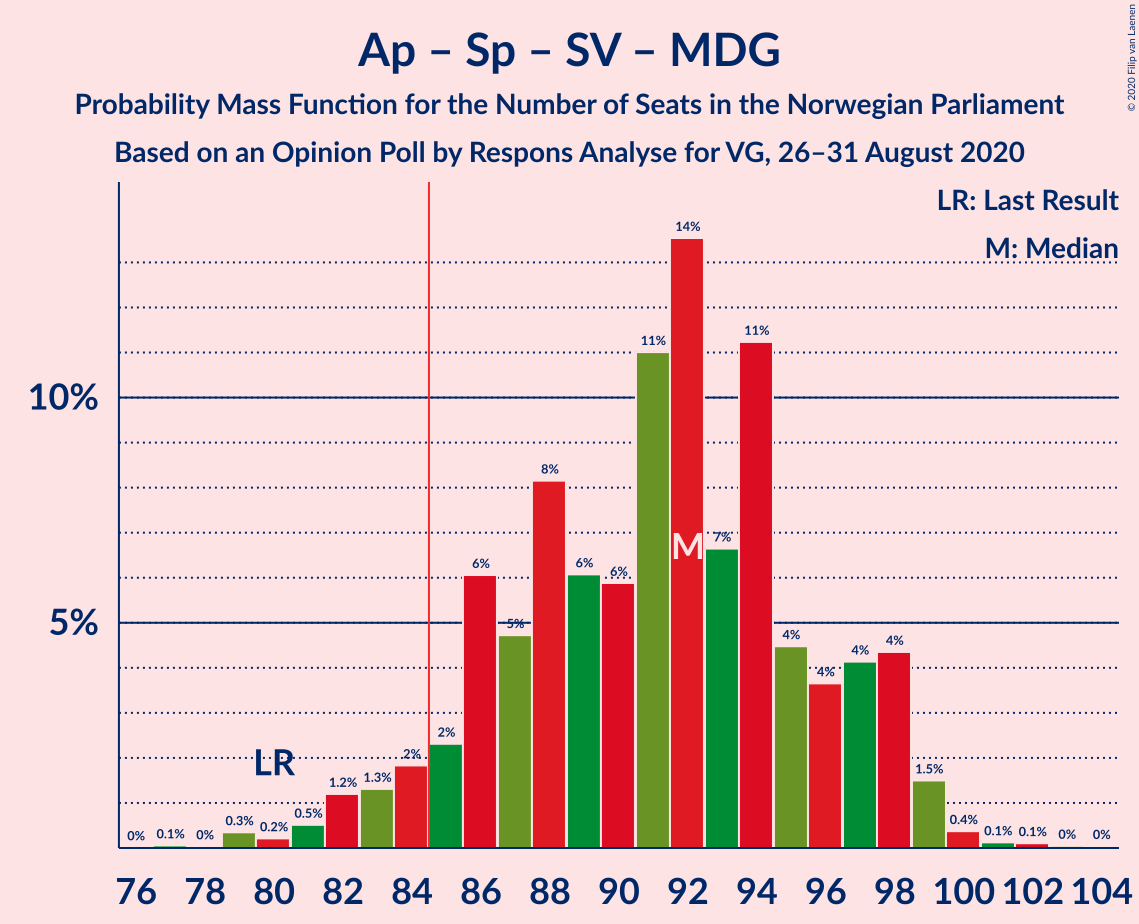 Ap – Sp – SV – MDG
Probability Mass Function for the Number of Seats in the Norwegian Parliament
Based on an Opinion Poll by Respons Analyse for VG, 26–31 August 2020
© 2020 Filip van Laenen
LR: Last Result
M: Median
10%
5%
0% 0.1% 0% 0.3% 0.2% 0.5% 1.2% 1.3% 2% 2% 6% 5% 8% 6% 6% 11% 14% 7% 11% 4% 4% 4% 4% 1.5% 0.4% 0.1% 0.1% 0% 0%
LR
M
76 78 80 82 84 86 88 90 92 94 96 98 100 102 104